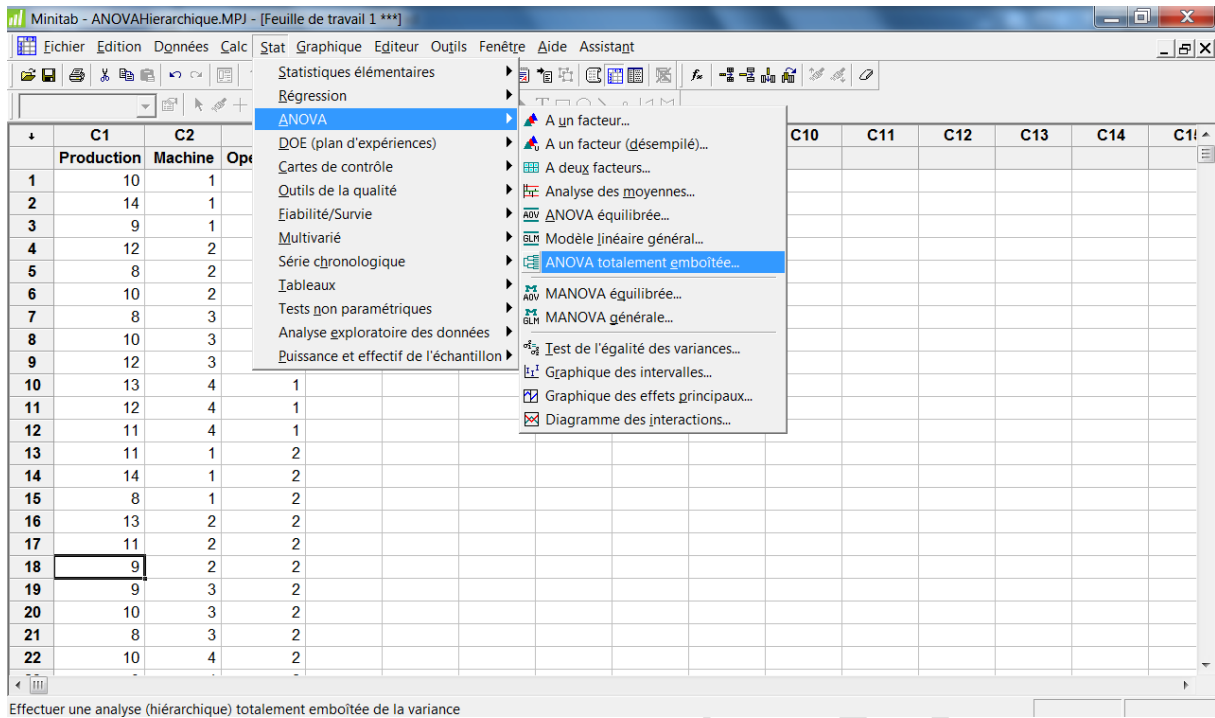 Minitab - ANOVAHierarchique.MPJ - [Feuille de travail 1 ***]
Fichier Edition Données Calc Stat Graphique Editeur Outils Fenêtre Aide Assistant
Statistiques élémentaires
Régression
ANOVA
DOE (plan d'expériences)
Cartes de contrôle
Outils de la qualité
Fiabilité/Survie
Multivarié
Série chronologique
Tableaux
Tests non paramétriques
Analyse exploratoire des données
Puissance et effectif de l'échantillon
A un facteur...
A un facteur (désempilé)...
A deux facteurs...
Analyse des moyennes...
ANOVA équilibrée...
Modèle linéaire général...
ANOVA totalement emboîtée...
MANOVA équilibrée...
MANOVA générale...
Test de l'égalité des variances...
Graphique des intervalles...
Graphique des effets principaux...
Diagramme des interactions...
C1 C2 C10 C11 C12 C13 C14
Production Machine Ope
1 10 1
2 14 1
3 9 1
4 12 2
5 8 2
6 10 2
7 8 3
8 10 3
9 12 3
10 13 4 1
11 12 4 1
12 11 4 1
13 11 1 2
14 14 1 2
15 8 1 2
16 13 2 2
17 11 2 2
18 9 2 2
19 9 3 2
20 10 3 2
21 8 3 2
22 10 4 2
Effectuer une analyse (hiérarchique) totalement emboîtée de la variance